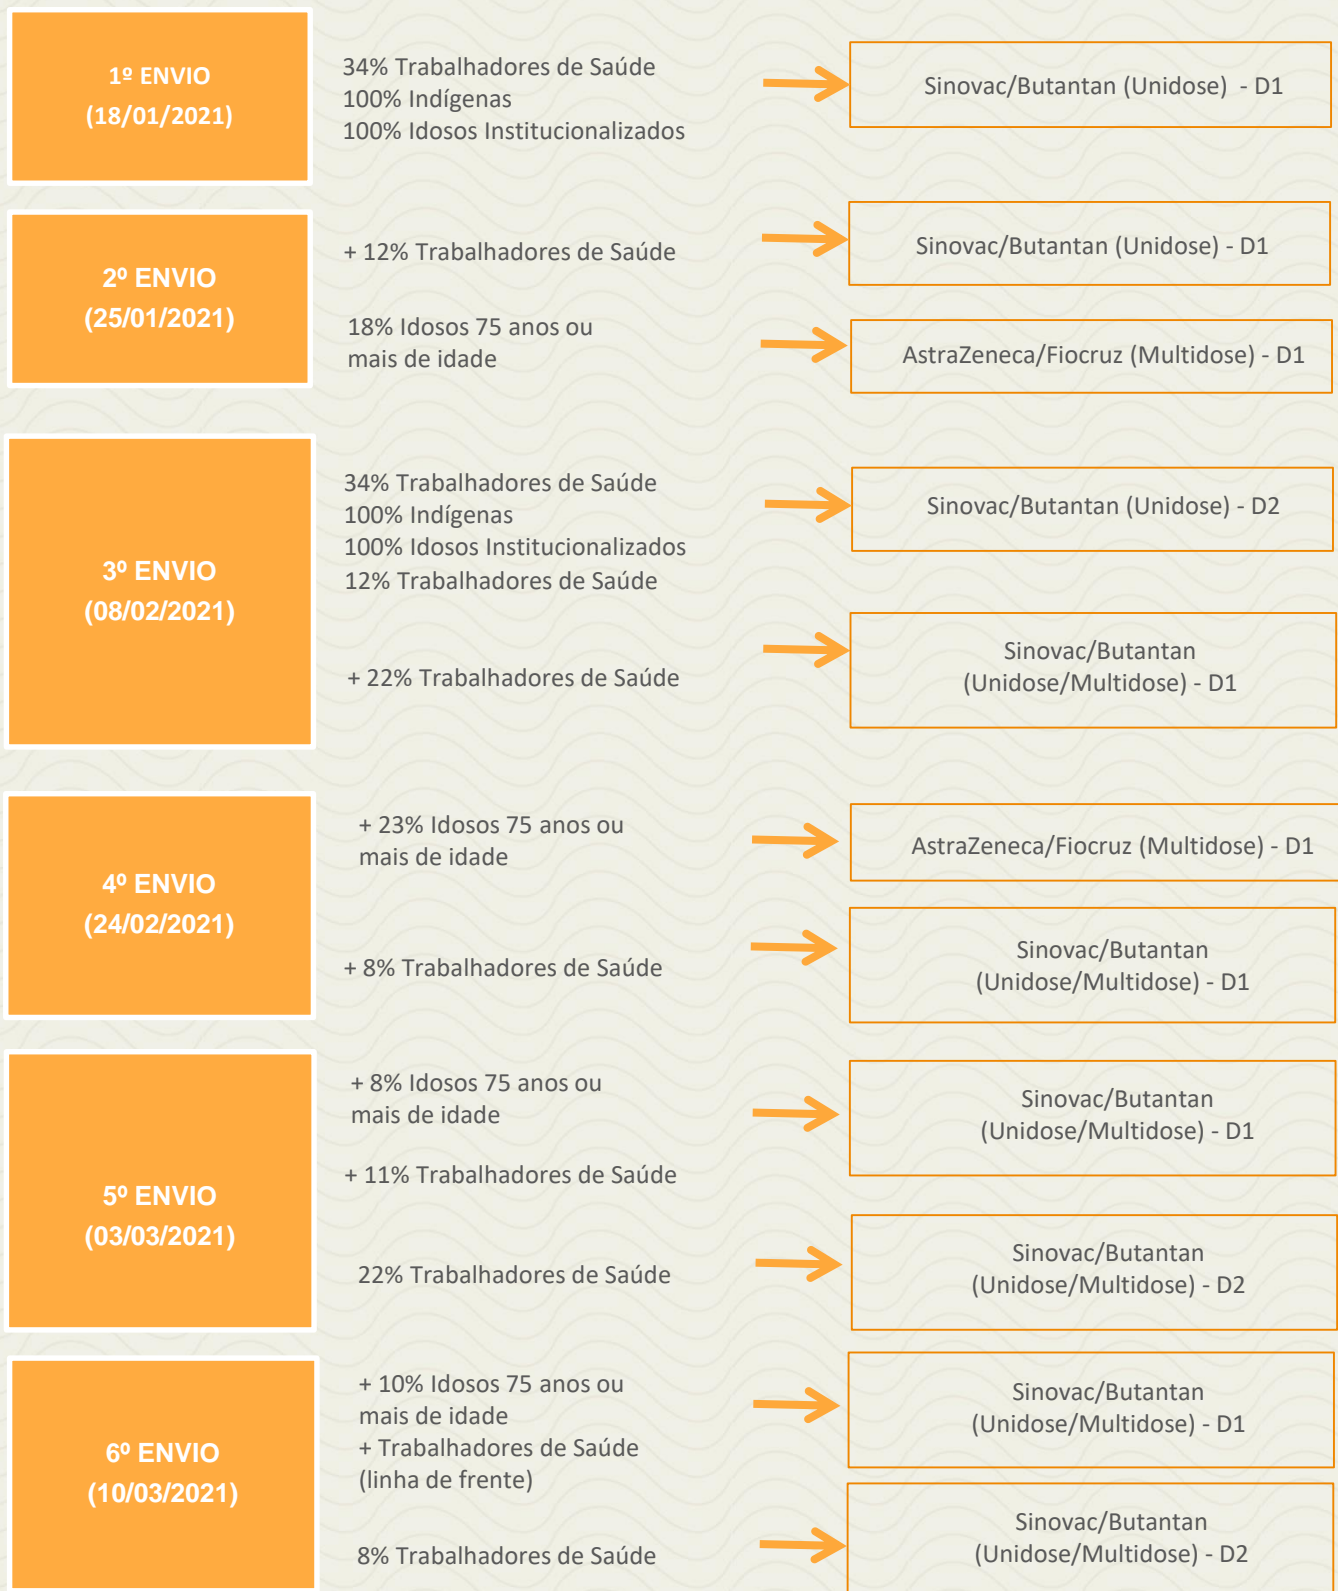 1º ENVIO
(18/01/2021)
34% Trabalhadores de Saúde
100% Indígenas
100% Idosos Institucionalizados
Sinovac/Butantan (Unidose)  - D1
2º ENVIO
(25/01/2021)
+ 12% Trabalhadores de Saúde
Sinovac/Butantan (Unidose) - D1
18% Idosos 75 anos ou
mais de idade
AstraZeneca/Fiocruz (Multidose) - D1
3º ENVIO
(08/02/2021)
34% Trabalhadores de Saúde
100% Indígenas
100% Idosos Institucionalizados
12% Trabalhadores de Saúde
Sinovac/Butantan (Unidose) - D2
+ 22% Trabalhadores de Saúde
Sinovac/Butantan
(Unidose/Multidose) - D1
4º ENVIO
(24/02/2021)
+ 23% Idosos 75 anos ou
mais de idade
AstraZeneca/Fiocruz (Multidose) - D1
+ 8% Trabalhadores de Saúde
Sinovac/Butantan
(Unidose/Multidose) - D1
5º ENVIO
(03/03/2021)
+ 8% Idosos 75 anos ou
mais de idade
+ 11% Trabalhadores de Saúde
Sinovac/Butantan
(Unidose/Multidose) - D1
22% Trabalhadores de Saúde
Sinovac/Butantan
(Unidose/Multidose) - D2
6º ENVIO
(10/03/2021)
+ 10% Idosos 75 anos ou
mais de idade
+ Trabalhadores de Saúde
(linha de frente)
Sinovac/Butantan
(Unidose/Multidose) - D1
8% Trabalhadores de Saúde
Sinovac/Butantan
(Unidose/Multidose) - D2